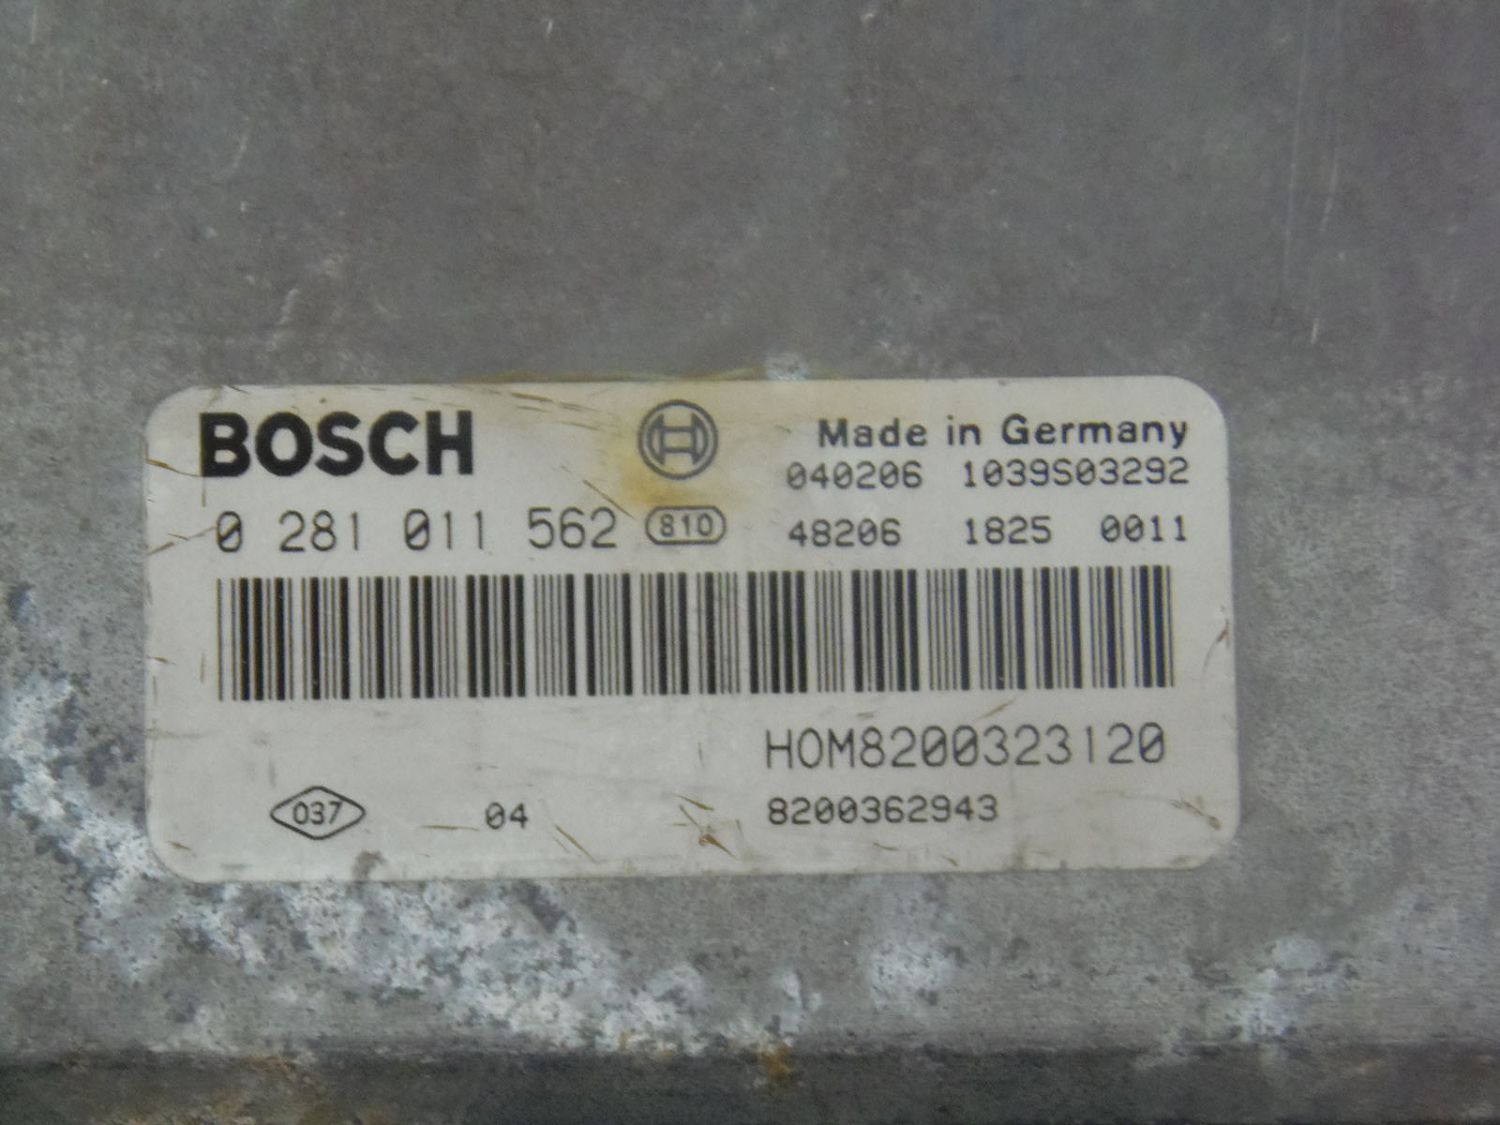 BOSCH
Made in Germany
040206 1039S03292
0 281 011 562 810
48206 1825 0011
HOM8200323120
037 04 8200362943